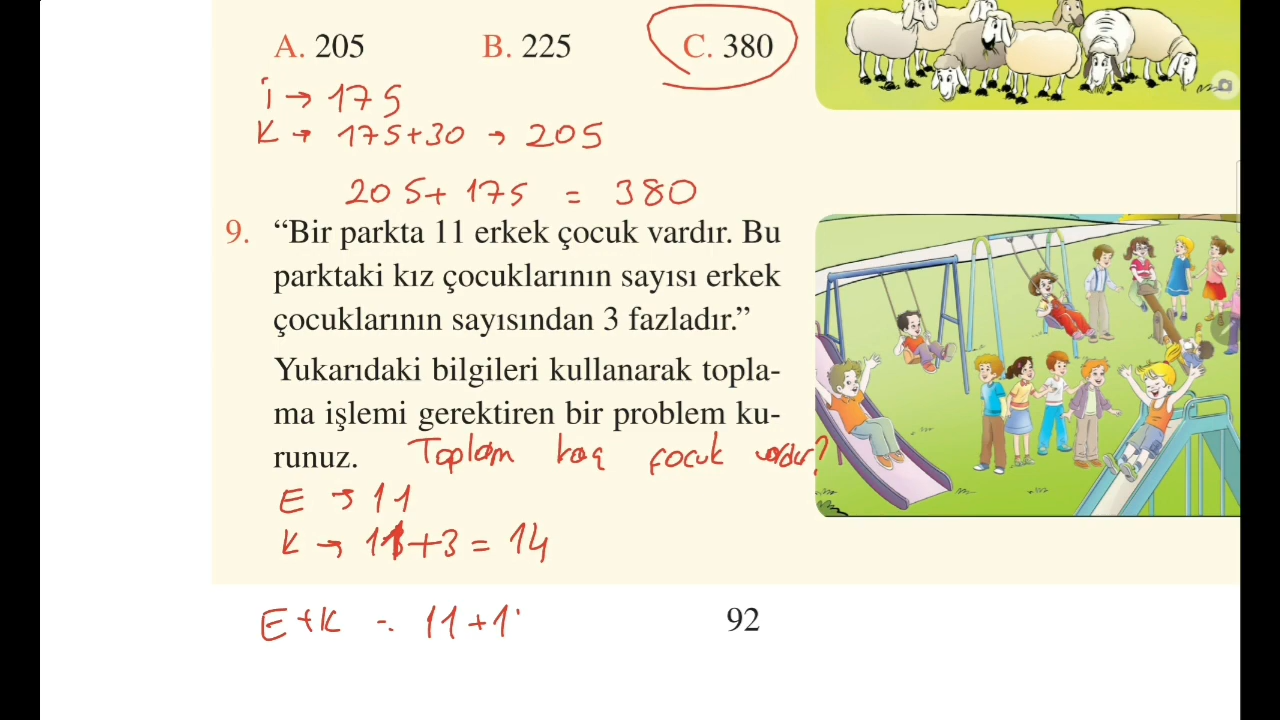 A. 205 B. 225 C. 380
i → 175
K → 175+30 → 205
205+175 = 380
9. “Bir parkta 11 erkek çocuk vardır. Bu
parktaki kız çocuklarının sayısı erkek
çocuklarının sayısından 3 fazladır.”
Yukarıdaki bilgileri kullanarak topla-
ma işlemi gerektiren bir problem ku-
runuz. Toplam kaç çocuk vardır?
E → 11
K → 11+3 = 14
E+K = 11+1
92